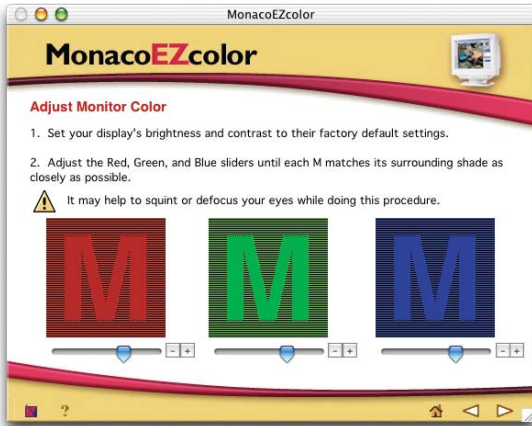 MonacoEZcolor
MonacoEZcolor
Adjust Monitor Color
1. Set your display's brightness and contrast to their factory default settings.
2. Adjust the Red, Green, and Blue sliders until each M matches its surrounding shade as
closely as possible.
It may help to squint or defocus your eyes while doing this procedure.
M M M
- + - + - +
?